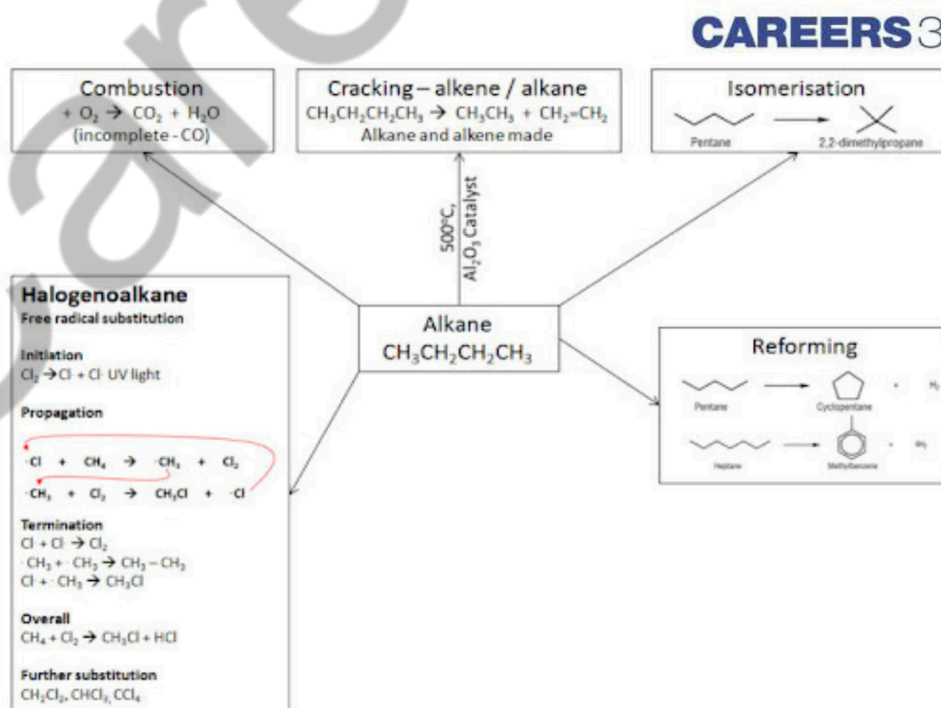 CAREERS3
Combustion
+ O₂ → CO₂ + H₂O
(incomplete - CO)
Cracking – alkene / alkane
CH₃CH₂CH₂CH₃ → CH₃CH₃ + CH₂=CH₂
Alkane and alkene made
Isomerisation
Pentane
2,2-dimethylpropane
500°C,
Al₂O₃ Catalyst
Alkane
CH₃CH₂CH₂CH₃
Halogenoalkane
Free radical substitution
Initiation
Cl₂ → Cl· + Cl· UV light
Propagation
·Cl + CH₄ → ·CH₃ + Cl₂
·CH₃ + Cl₂ → CH₃Cl + ·Cl
Termination
Cl· + Cl· → Cl₂
·CH₃ + ·CH₃ → CH₃ – CH₃
Cl· + ·CH₃ → CH₃Cl
Overall
CH₄ + Cl₂ → CH₃Cl + HCl
Further substitution
CH₂Cl₂, CHCl₃, CCl₄
Reforming
Pentane
Cyclopentane
+ H₂
Heptane
Methylbenzene
+
care